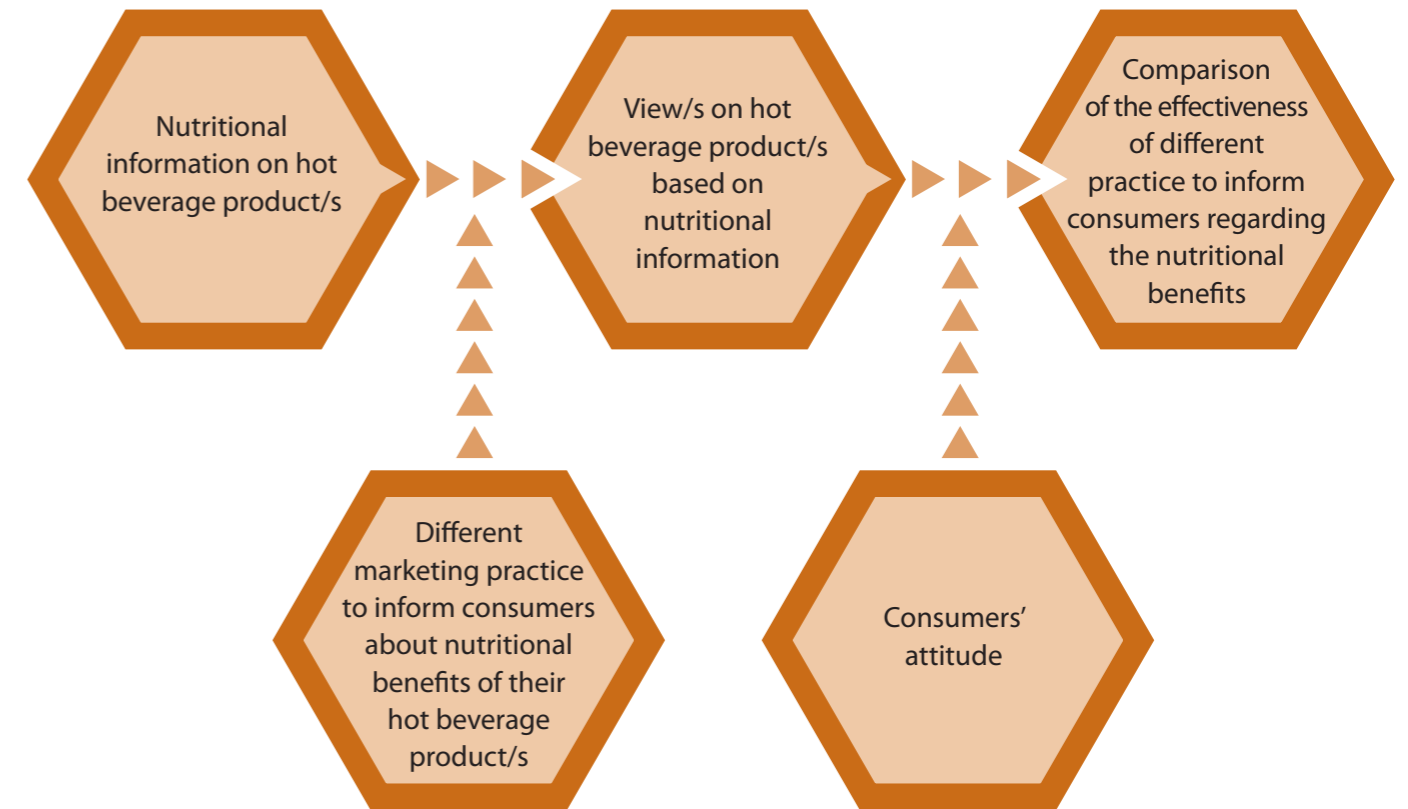 Nutritional
information on hot
beverage product/s
View/s on hot
beverage product/s
based on
nutritional
information
Comparison
of the effectiveness
of different
practice to inform
consumers regarding
the nutritional
benefits
Different
marketing practice
to inform consumers
about nutritional
benefits of their
hot beverage
product/s
Consumers’
attitude